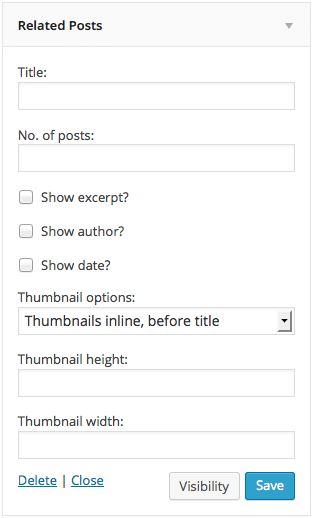 Related Posts
Title:
No. of posts:
Show excerpt?
Show author?
Show date?
Thumbnail options:
Thumbnails inline, before title
Thumbnail height:
Thumbnail width:
Delete | Close Visibility Save